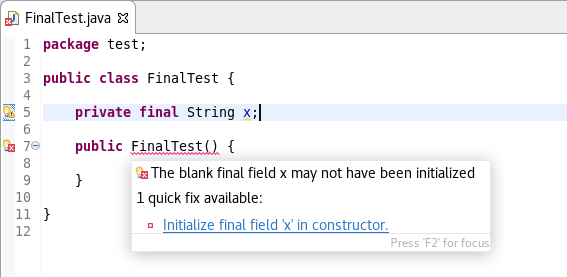 FinalTest.java
1 package test;
2
3 public class FinalTest {
4
5 private final String x;
6
7 public FinalTest() {
8
The blank final field x may not have been initialized
9 }
1 quick fix available:
10
Initialize final field 'x' in constructor.
11 }
12
Press 'F2' for focus